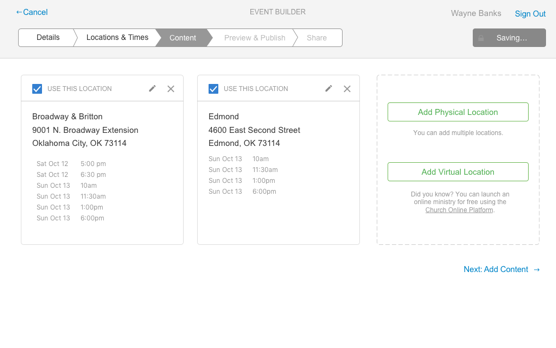 ←Cancel
EVENT BUILDER
Wayne Banks
Sign Out
Details
Locations & Times
Content
Preview & Publish
Share
Saving....
USE THIS LOCATION
Broadway & Britton
9001 N. Broadway Extension
Oklahoma City, OK 73114
Sat Oct 12 5:00 pm
Sat Oct 12 6:30 pm
Sun Oct 13 10am
Sun Oct 13 11:30am
Sun Oct 13 1:00pm
Sun Oct 13 6:00pm
USE THIS LOCATION
Edmond
4600 East Second Street
Edmond, OK 73114
Sun Oct 13 10am
Sun Oct 13 11:30am
Sun Oct 13 1:00pm
Sun Oct 13 6:00pm
Add Physical Location
You can add multiple locations.
Add Virtual Location
Did you know? You can launch an
online ministry for free using the
Church Online Platform.
Next: Add Content →